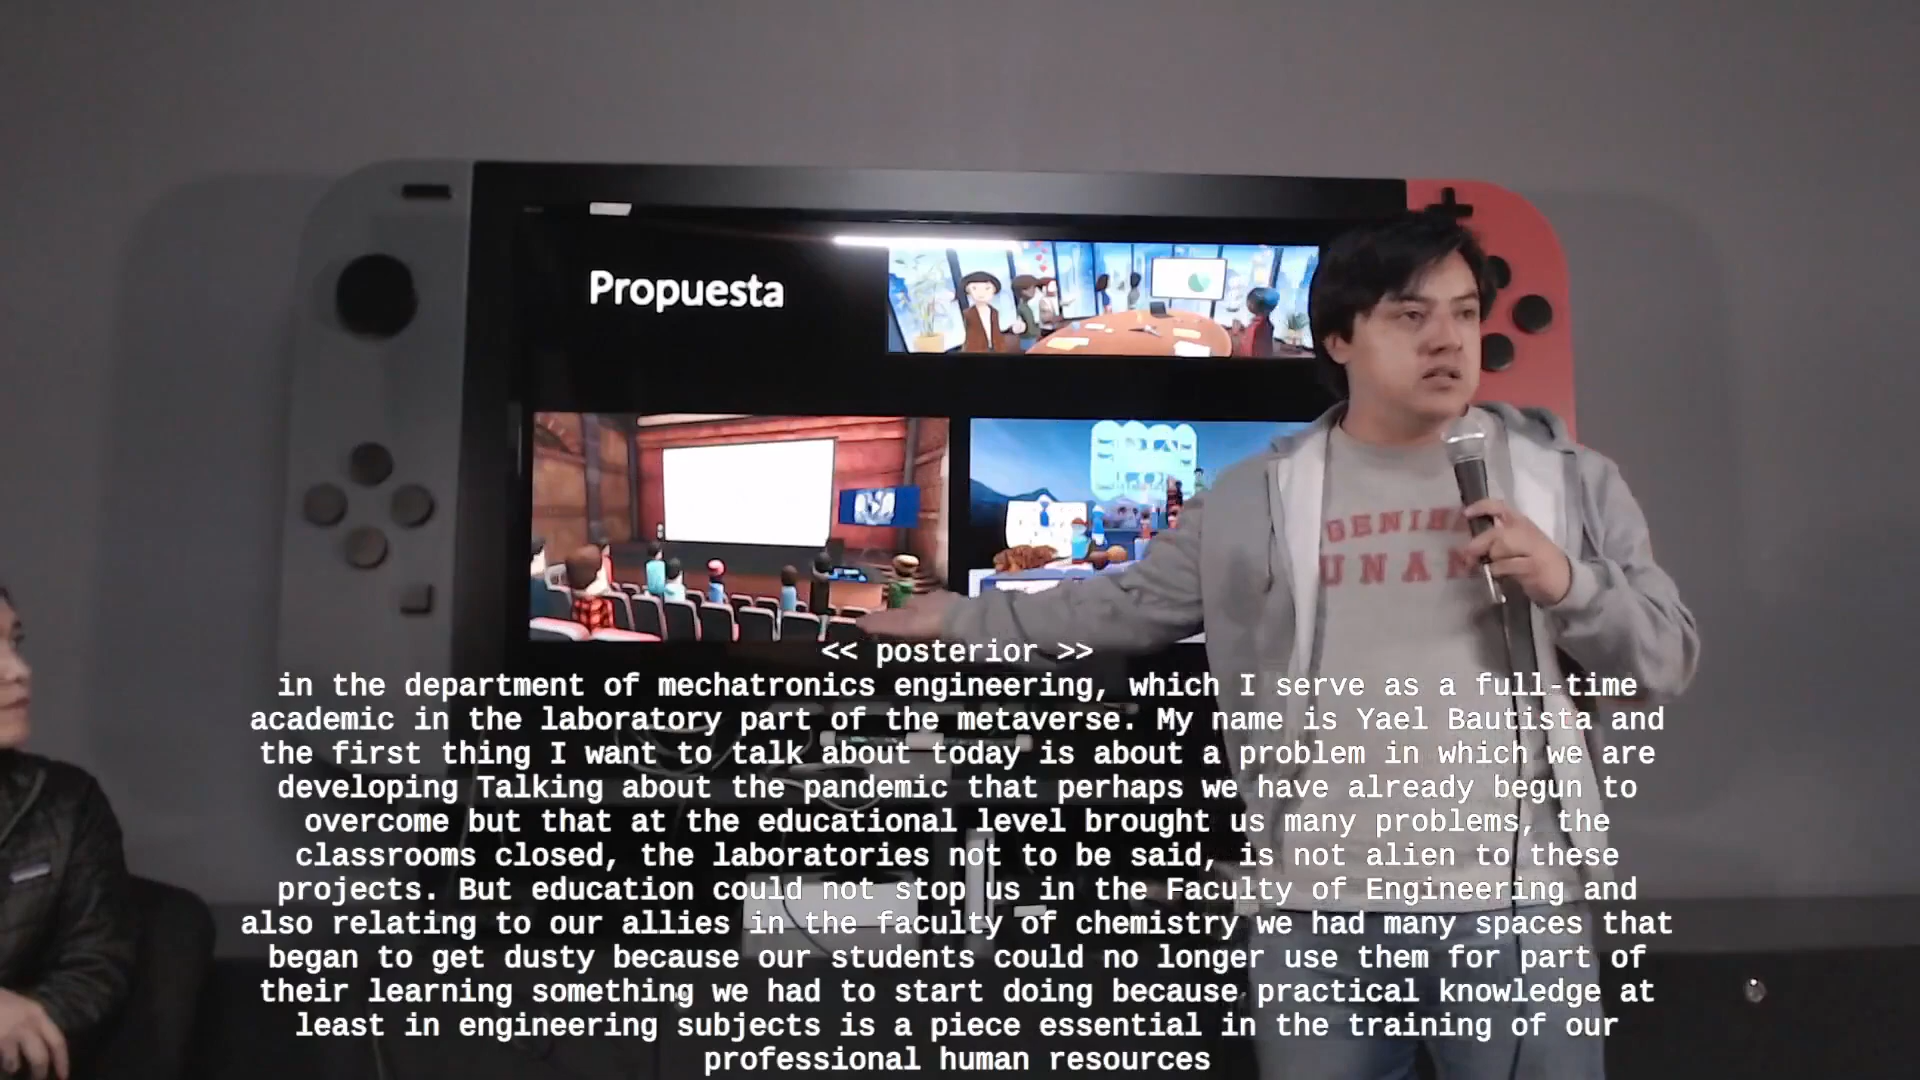 Propuesta
UNAM
<< posterior >>
in the department of mechatronics engineering, which I serve as a full-time
academic in the laboratory part of the metaverse. My name is Yael Bautista and
the first thing I want to talk about today is about a problem in which we are
developing Talking about the pandemic that perhaps we have already begun to
overcome but that at the educational level brought us many problems, the
classrooms closed, the laboratories not to be said, is not alien to these
projects. But education could not stop us in the Faculty of Engineering and
also relating to our allies in the faculty of chemistry we had many spaces that
began to get dusty because our students could no longer use them for part of
their learning something we had to start doing because practical knowledge at
least in engineering subjects is a piece essential in the training of our
professional human resources